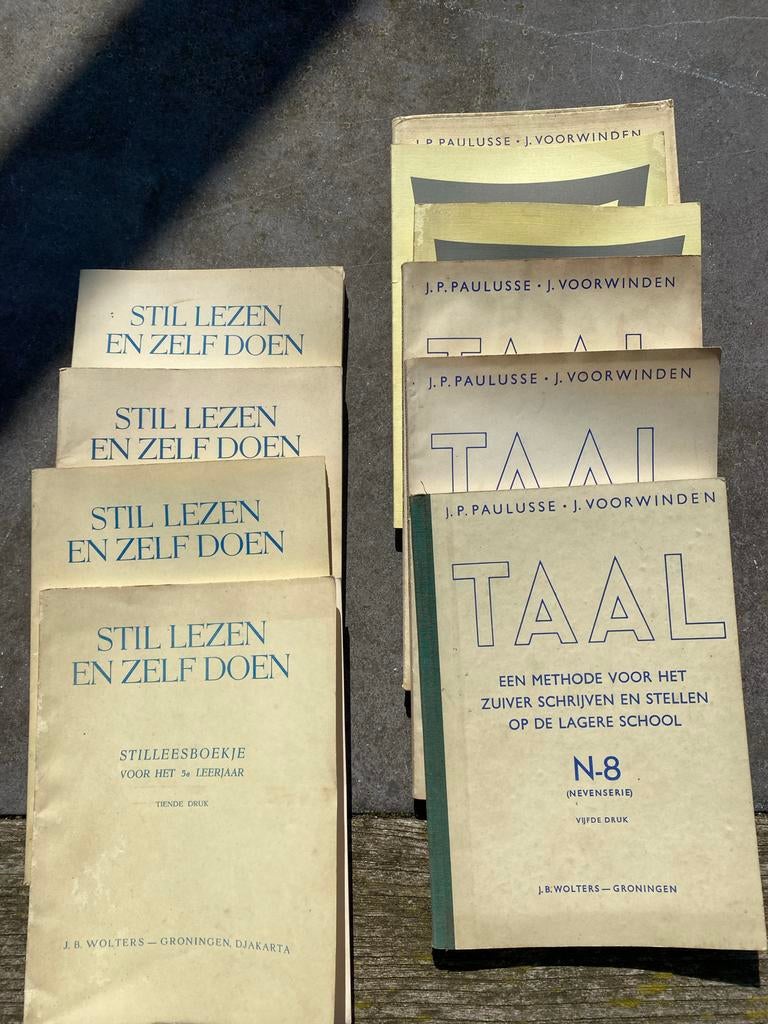 STIL LEZEN
EN ZELF DOEN
STIL LEZEN
EN ZELF DOEN
STIL LEZEN
EN ZELF DOEN
STIL LEZEN
EN ZELF DOEN
STILLEESBOEKJE
VOOR HET 5e LEERJAAR
TIENDE DRUK
J. B. WOLTERS — GRONINGEN, DJAKARTA
J. P. PAULUSSE • J. VOORWINDEN
J. P. PAULUSSE • J. VOORWINDEN
TAAL
J. P. PAULUSSE • J. VOORWINDEN
TAAL
J. P. PAULUSSE • J. VOORWINDEN
TAAL
EEN METHODE VOOR HET
ZUIVER SCHRIJVEN EN STELLEN
OP DE LAGERE SCHOOL
N-8
(NEVENSERIE)
VIJFDE DRUK
J. B. WOLTERS — GRONINGEN